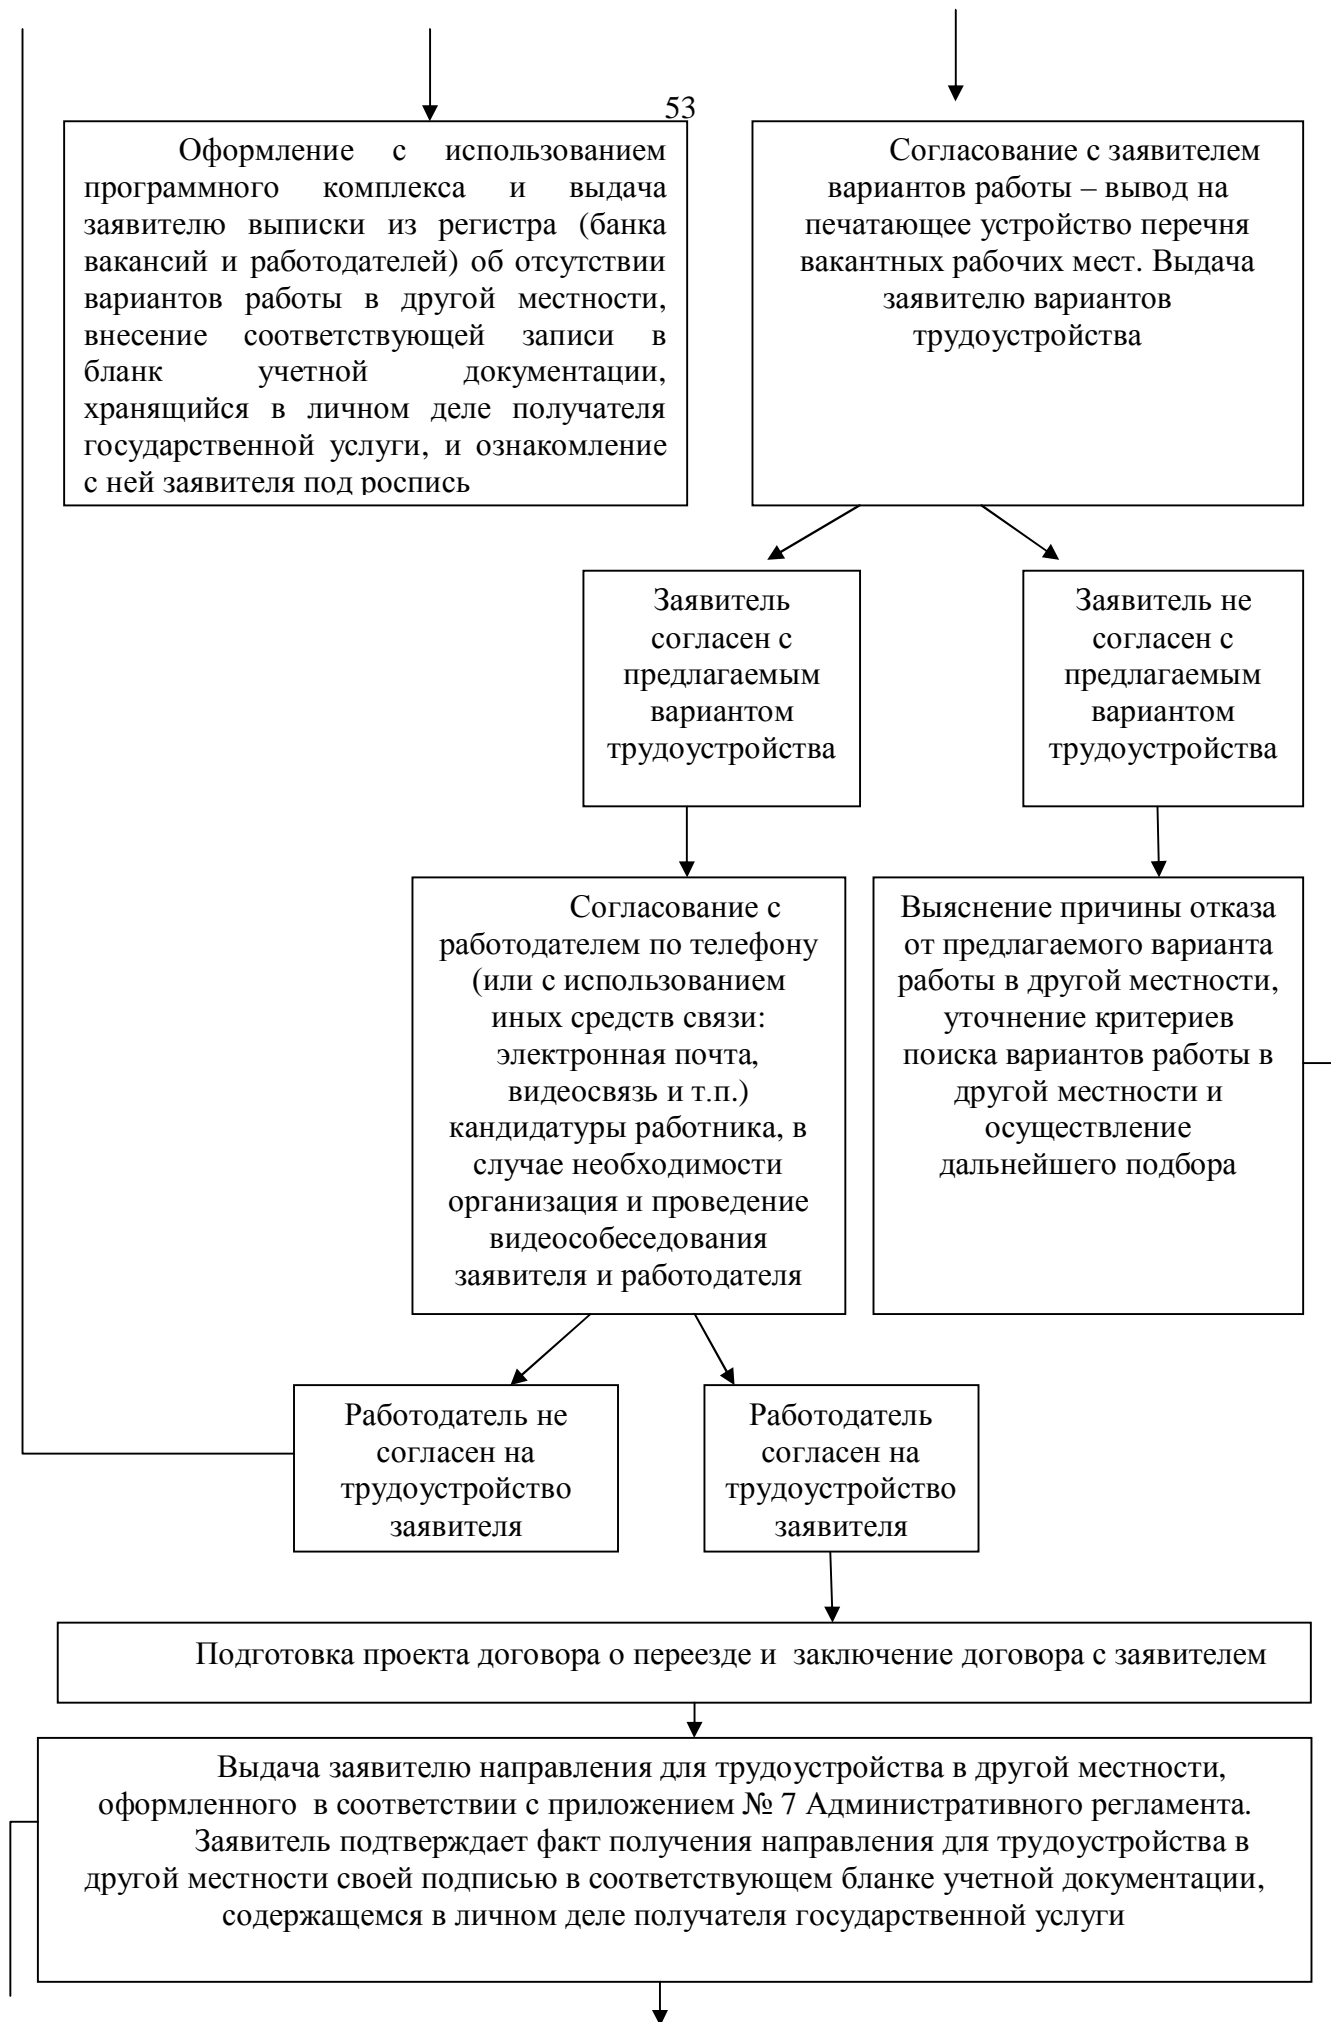 53
Оформление с использованием
программного комплекса и выдача
заявителю выписки из регистра (банка
вакансий и работодателей) об отсутствии
вариантов работы в другой местности,
внесение соответствующей записи в
бланк учетной документации,
хранящийся в личном деле получателя
государственной услуги, и ознакомление
с ней заявителя под роспись
Согласование с заявителем
вариантов работы – вывод на
печатающее устройство перечня
вакантных рабочих мест. Выдача
заявителю вариантов
трудоустройства
Заявитель
согласен с
предлагаемым
вариантом
трудоустройства
Заявитель не
согласен с
предлагаемым
вариантом
трудоустройства
Согласование с
работодателем по телефону
(или с использованием
иных средств связи:
электронная почта,
видеосвязь и т.п.)
кандидатуры работника, в
случае необходимости
организация и проведение
видеособеседования
заявителя и работодателя
Выяснение причины отказа
от предлагаемого варианта
работы в другой местности,
уточнение критериев
поиска вариантов работы в
другой местности и
осуществление
дальнейшего подбора
Работодатель не
согласен на
трудоустройство
заявителя
Работодатель
согласен на
трудоустройство
заявителя
Подготовка проекта договора о переезде и  заключение договора с заявителем
Выдача заявителю направления для трудоустройства в другой местности,
оформленного  в соответствии с приложением № 7 Административного регламента.
Заявитель подтверждает факт получения направления для трудоустройства в
другой местности своей подписью в соответствующем бланке учетной документации,
содержащемся в личном деле получателя государственной услуги